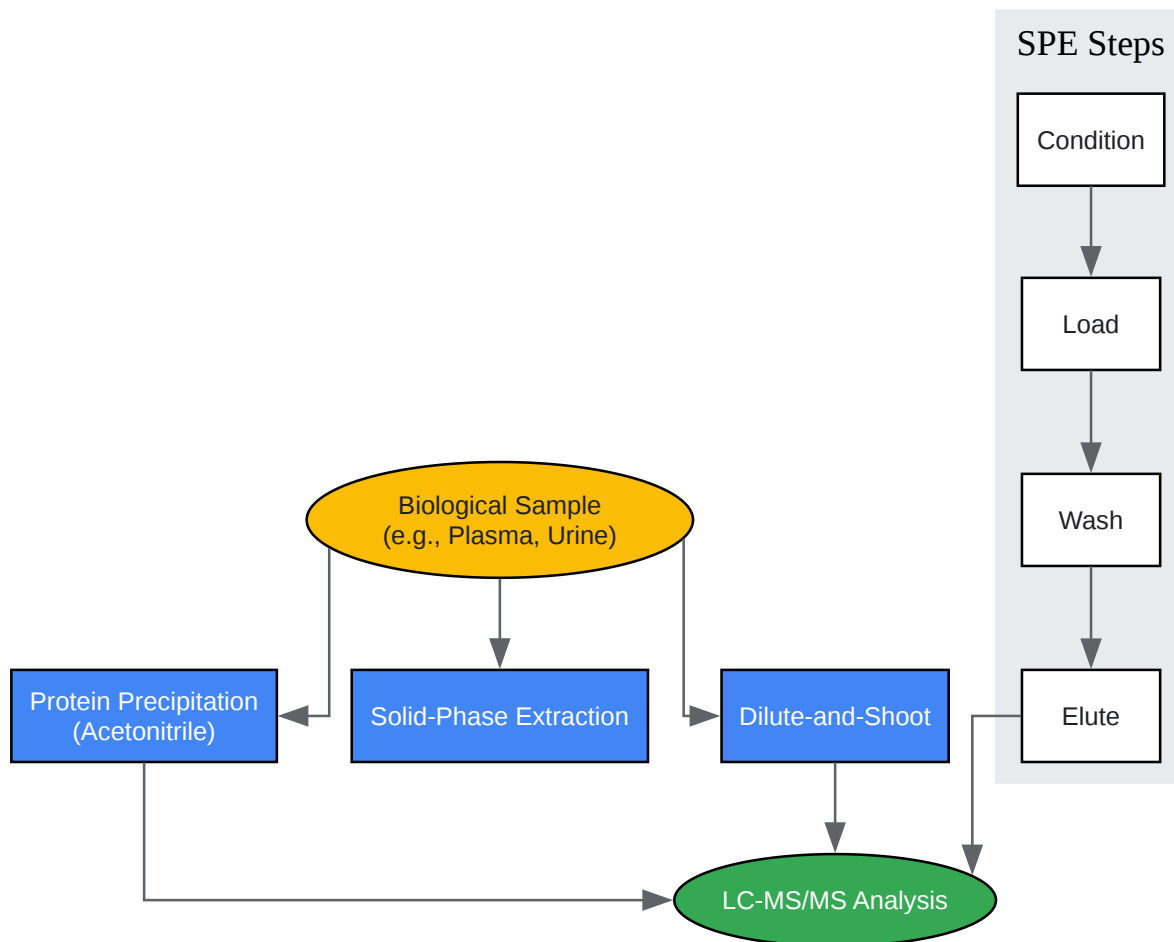 SPE Steps
Condition
Load
Wash
Biological Sample
(e.g., Plasma, Urine)
Protein Precipitation
(Acetonitrile)
Solid-Phase Extraction
Dilute-and-Shoot
Elute
LC-MS/MS Analysis